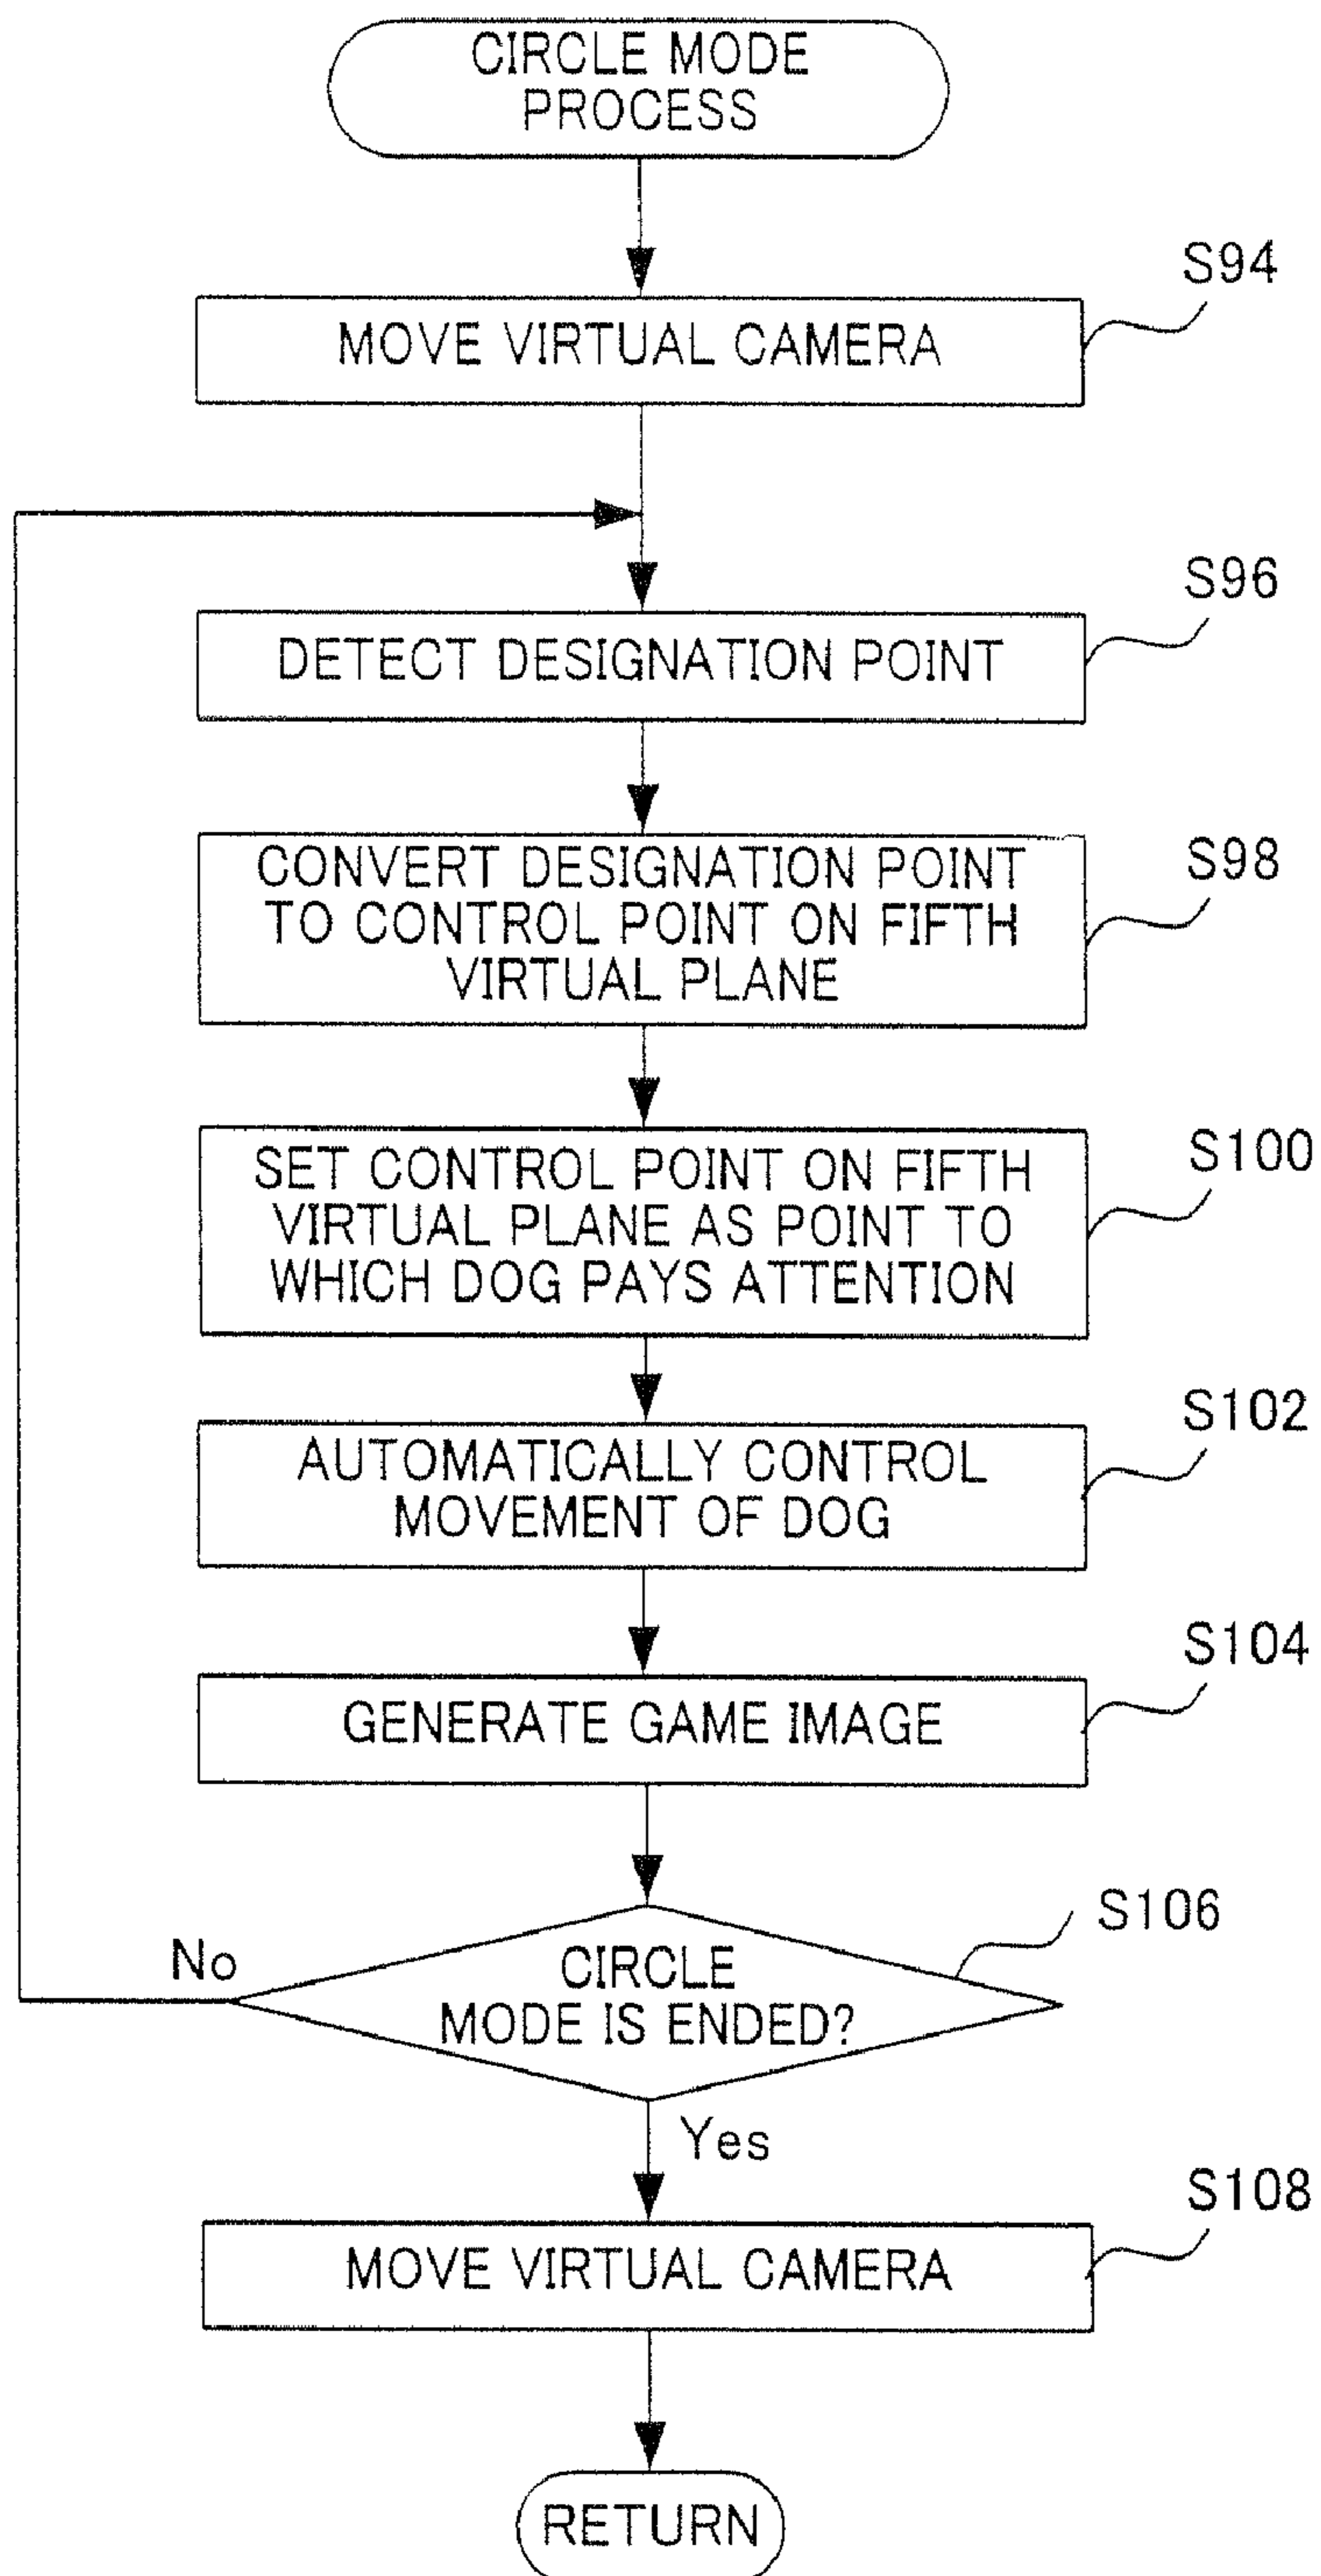 CIRCLE MODE
PROCESS
S94
MOVE VIRTUAL CAMERA
S96
DETECT DESIGNATION POINT
S98
CONVERT DESIGNATION POINT
TO CONTROL POINT ON FIFTH
VIRTUAL PLANE
S100
SET CONTROL POINT ON FIFTH
VIRTUAL PLANE AS POINT TO
WHICH DOG PAYS ATTENTION
S102
AUTOMATICALLY CONTROL
MOVEMENT OF DOG
S104
GENERATE GAME IMAGE
S106
No
CIRCLE
MODE IS ENDED?
Yes
S108
MOVE VIRTUAL CAMERA
RETURN